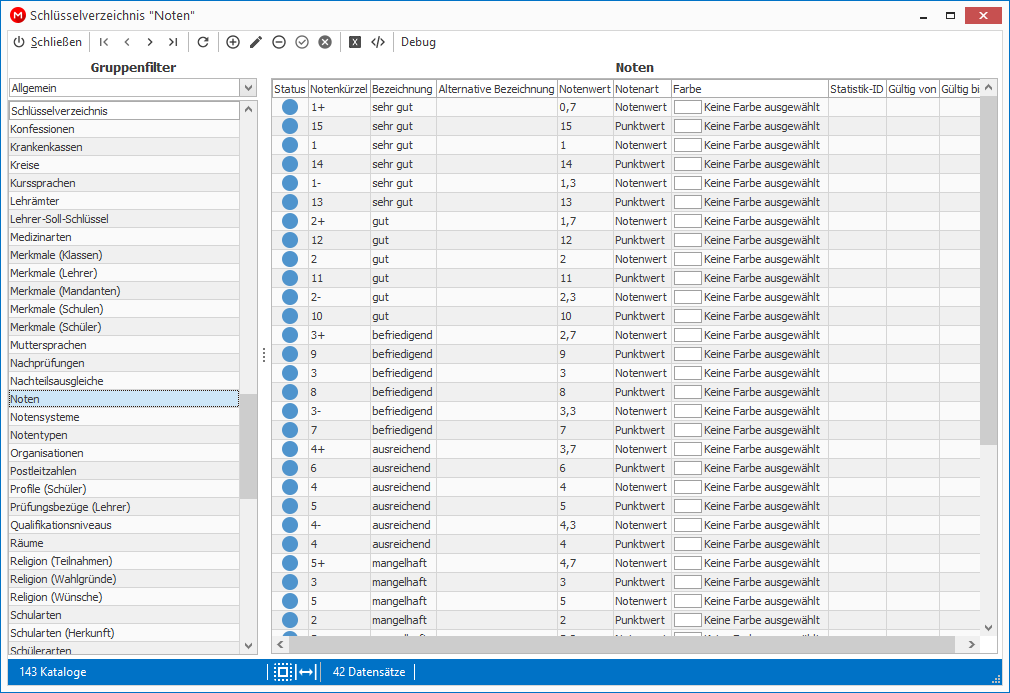 Schlüsselverzeichnis "Noten"
Schließen Debug
Gruppenfilter
Allgemein
Schlüsselverzeichnis
Konfessionen
Krankenkassen
Kreise
Kurssprachen
Lehrämter
Lehrer-Soll-Schlüssel
Medizinarten
Merkmale (Klassen)
Merkmale (Lehrer)
Merkmale (Mandanten)
Merkmale (Schulen)
Merkmale (Schüler)
Muttersprachen
Nachprüfungen
Nachteilsausgleiche
Noten
Notensysteme
Notentypen
Organisationen
Postleitzahlen
Profile (Schüler)
Prüfungsbezüge (Lehrer)
Qualifikationsniveaus
Räume
Religion (Teilnahmen)
Religion (Wahlgründe)
Religion (Wünsche)
Schularten
Schularten (Herkunft)
Schülerarten
Noten
Status Notenkürzel Bezeichnung Alternative Bezeichnung Notenwert Notenart Farbe Statistik-ID Gültig von Gültig bi
1+ sehr gut 0,7 Notenwert Keine Farbe ausgewählt
15 sehr gut 15 Punktwert Keine Farbe ausgewählt
1 sehr gut 1 Notenwert Keine Farbe ausgewählt
14 sehr gut 14 Punktwert Keine Farbe ausgewählt
1- sehr gut 1,3 Notenwert Keine Farbe ausgewählt
13 sehr gut 13 Punktwert Keine Farbe ausgewählt
2+ gut 1,7 Notenwert Keine Farbe ausgewählt
12 gut 12 Punktwert Keine Farbe ausgewählt
2 gut 2 Notenwert Keine Farbe ausgewählt
11 gut 11 Punktwert Keine Farbe ausgewählt
2- gut 2,3 Notenwert Keine Farbe ausgewählt
10 gut 10 Punktwert Keine Farbe ausgewählt
3+ befriedigend 2,7 Notenwert Keine Farbe ausgewählt
9 befriedigend 9 Punktwert Keine Farbe ausgewählt
3 befriedigend 3 Notenwert Keine Farbe ausgewählt
8 befriedigend 8 Punktwert Keine Farbe ausgewählt
3- befriedigend 3,3 Notenwert Keine Farbe ausgewählt
7 befriedigend 7 Punktwert Keine Farbe ausgewählt
4+ ausreichend 3,7 Notenwert Keine Farbe ausgewählt
6 ausreichend 6 Punktwert Keine Farbe ausgewählt
4 ausreichend 4 Notenwert Keine Farbe ausgewählt
5 ausreichend 5 Punktwert Keine Farbe ausgewählt
4- ausreichend 4,3 Notenwert Keine Farbe ausgewählt
4 ausreichend 4 Punktwert Keine Farbe ausgewählt
5+ mangelhaft 4,7 Notenwert Keine Farbe ausgewählt
3 mangelhaft 3 Punktwert Keine Farbe ausgewählt
5 mangelhaft 5 Notenwert Keine Farbe ausgewählt
2 mangelhaft 2 Punktwert Keine Farbe ausgewählt
143 Kataloge 42 Datensätze